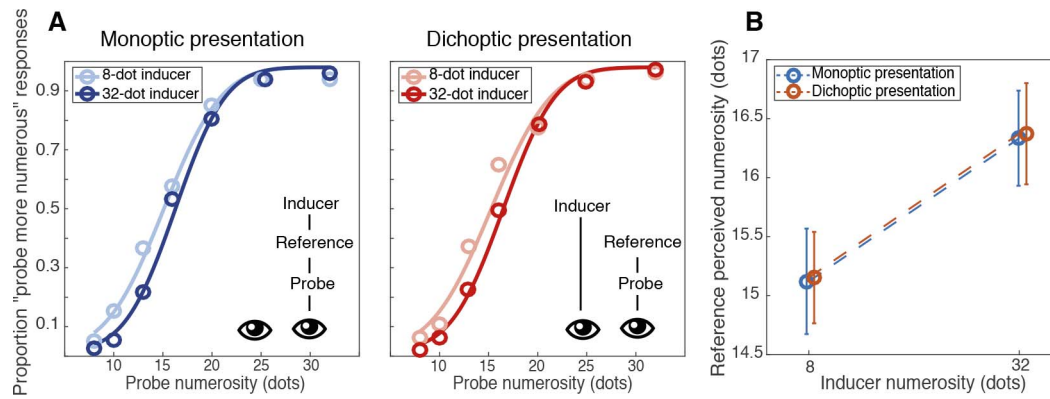 A
B
Monoptic presentation
8-dot inducer
32-dot inducer
Proportion "probe more numerous" responses
0.9
0.7
0.5
0.3
0.1
Inducer
Reference
Probe
10
15
20
25
30
Probe numerosity (dots)
Dichoptic presentation
8-dot inducer
32-dot inducer
Inducer
Reference
Probe
10
15
20
25
30
Probe numerosity (dots)
Reference perceived numerosity (dots)
17
16.5
16
15.5
15
14.5
Monoptic presentation
Dichoptic presentation
8
32
Inducer numerosity (dots)